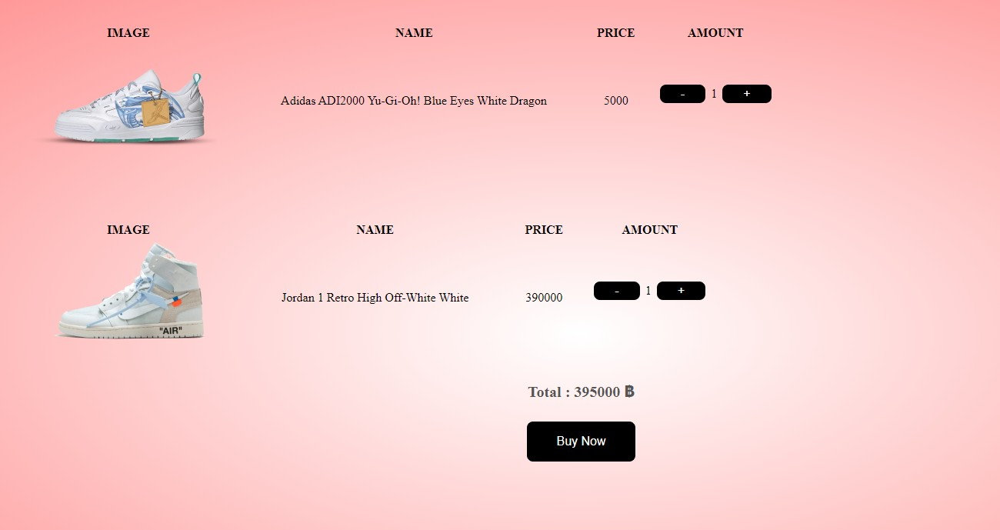 IMAGE NAME PRICE AMOUNT
Adidas ADI2000 Yu-Gi-Oh! Blue Eyes White Dragon 5000 - 1 +
IMAGE NAME PRICE AMOUNT
Jordan 1 Retro High Off-White White 390000 - 1 +
"AIR"
Total : 395000 ฿
Buy Now